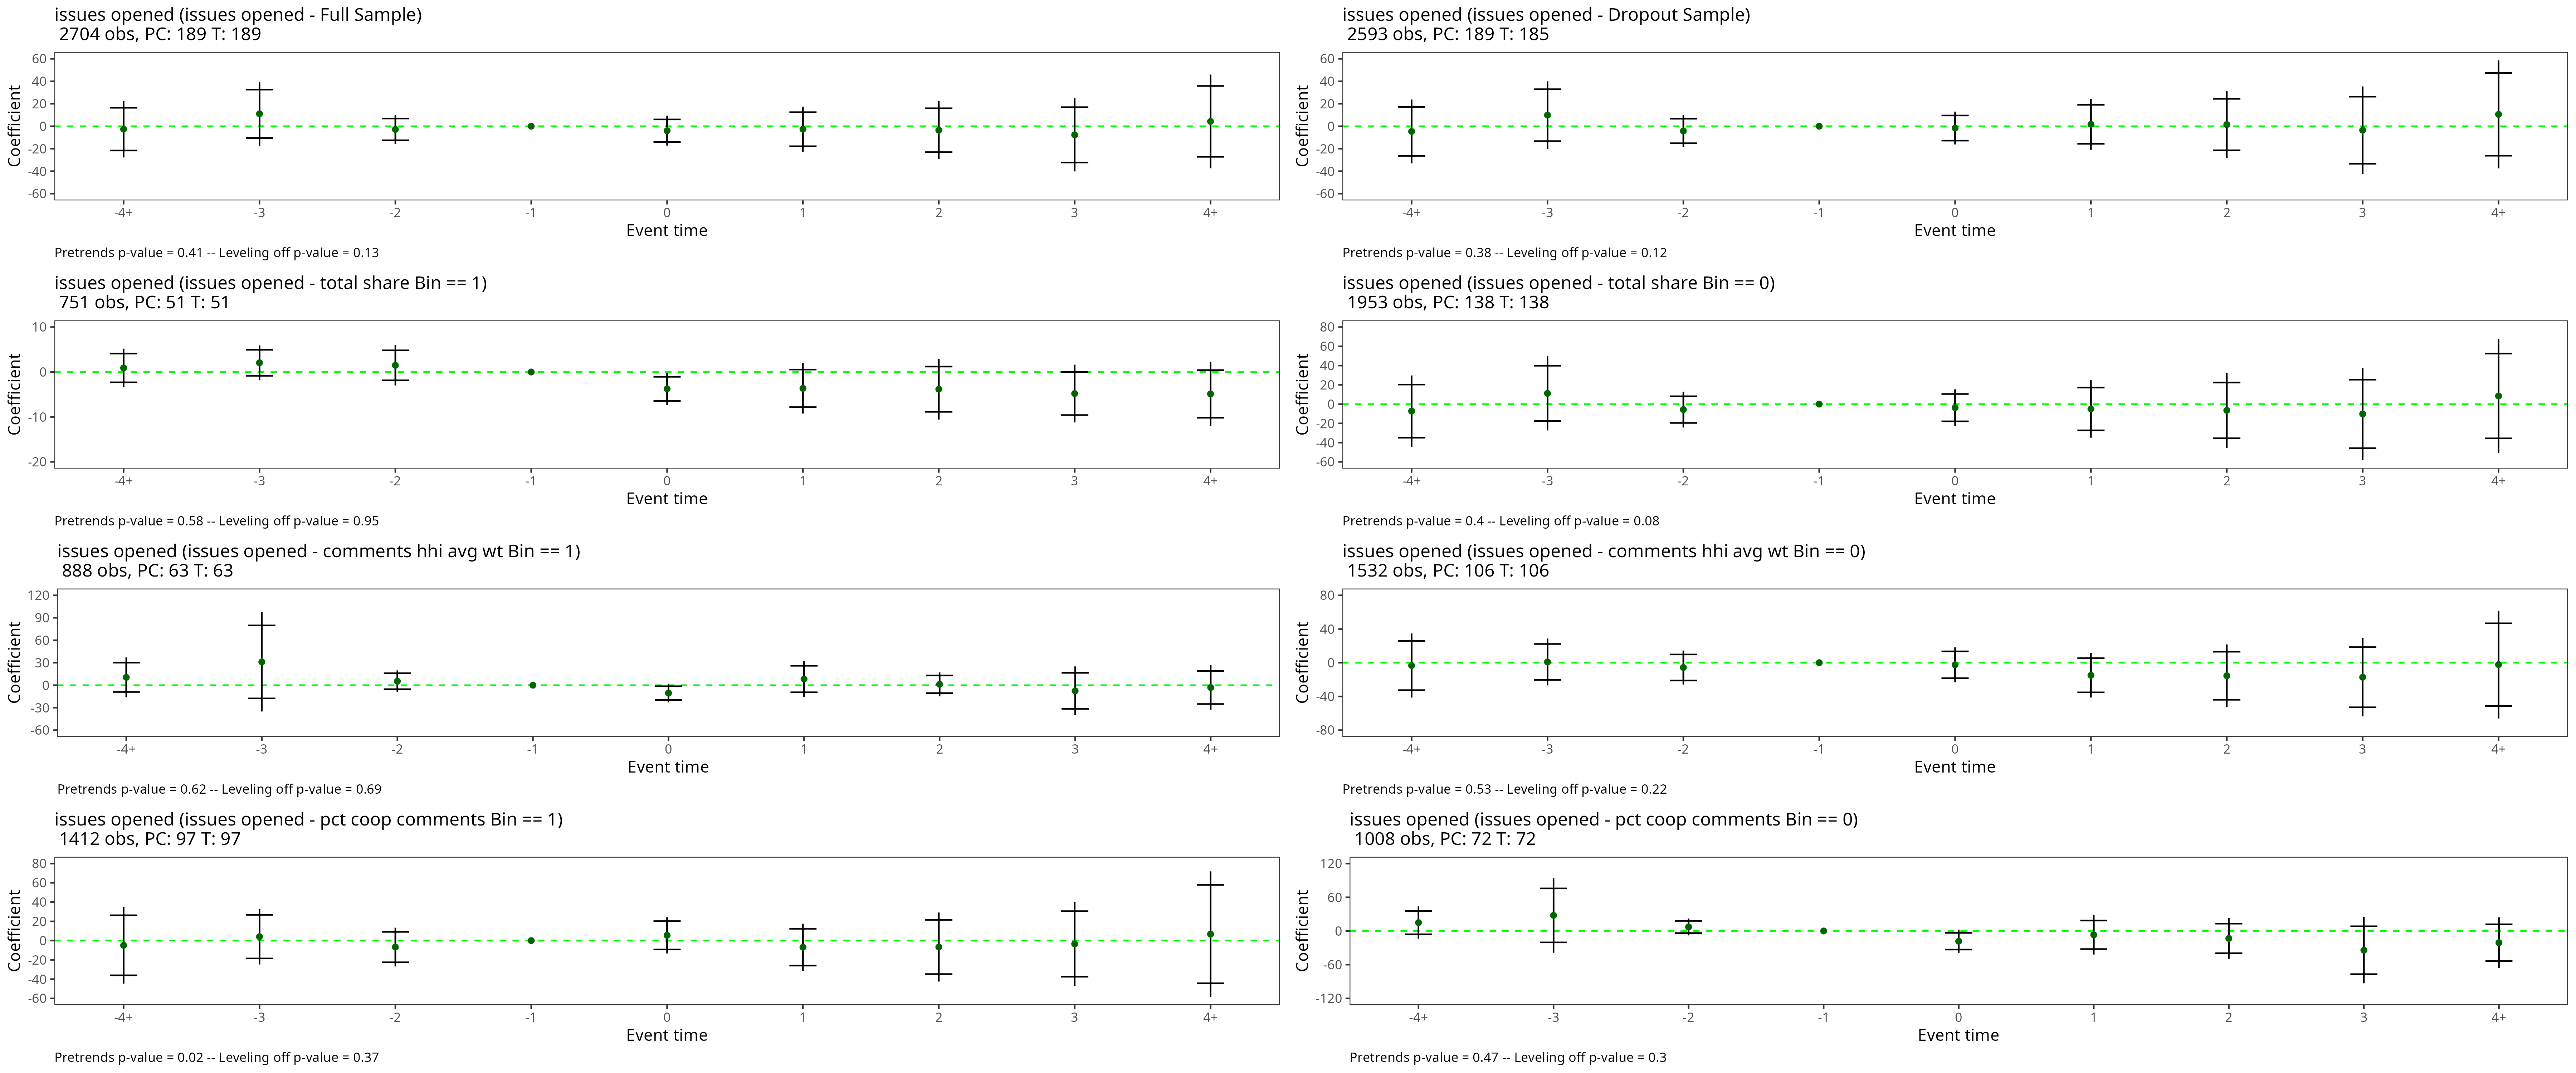 issues opened (issues opened - Full Sample)
2704 obs, PC: 189 T: 189
60
40
20
0
-20
-40
-60
Coefficient
-4+ -3 -2 -1 0 1 2 3 4+
Event time
Pretrends p-value = 0.41 -- Leveling off p-value = 0.13
issues opened (issues opened - Dropout Sample)
2593 obs, PC: 189 T: 185
60
40
20
0
-20
-40
-60
Coefficient
-4+ -3 -2 -1 0 1 2 3 4+
Event time
Pretrends p-value = 0.38 -- Leveling off p-value = 0.12
issues opened (issues opened - total share Bin == 1)
751 obs, PC: 51 T: 51
10
0
-10
-20
Coefficient
-4+ -3 -2 -1 0 1 2 3 4+
Event time
Pretrends p-value = 0.58 -- Leveling off p-value = 0.95
issues opened (issues opened - total share Bin == 0)
1953 obs, PC: 138 T: 138
80
60
40
20
0
-20
-40
-60
Coefficient
-4+ -3 -2 -1 0 1 2 3 4+
Event time
Pretrends p-value = 0.4 -- Leveling off p-value = 0.08
issues opened (issues opened - comments hhi avg wt Bin == 1)
888 obs, PC: 63 T: 63
120
90
60
30
0
-30
-60
Coefficient
-4+ -3 -2 -1 0 1 2 3 4+
Event time
Pretrends p-value = 0.62 -- Leveling off p-value = 0.69
issues opened (issues opened - comments hhi avg wt Bin == 0)
1532 obs, PC: 106 T: 106
80
40
0
-40
-80
Coefficient
-4+ -3 -2 -1 0 1 2 3 4+
Event time
Pretrends p-value = 0.53 -- Leveling off p-value = 0.22
issues opened (issues opened - pct coop comments Bin == 1)
1412 obs, PC: 97 T: 97
80
60
40
20
0
-20
-40
-60
Coefficient
-4+ -3 -2 -1 0 1 2 3 4+
Event time
Pretrends p-value = 0.02 -- Leveling off p-value = 0.37
issues opened (issues opened - pct coop comments Bin == 0)
1008 obs, PC: 72 T: 72
120
60
0
-60
-120
Coefficient
-4+ -3 -2 -1 0 1 2 3 4+
Event time
Pretrends p-value = 0.47 -- Leveling off p-value = 0.3